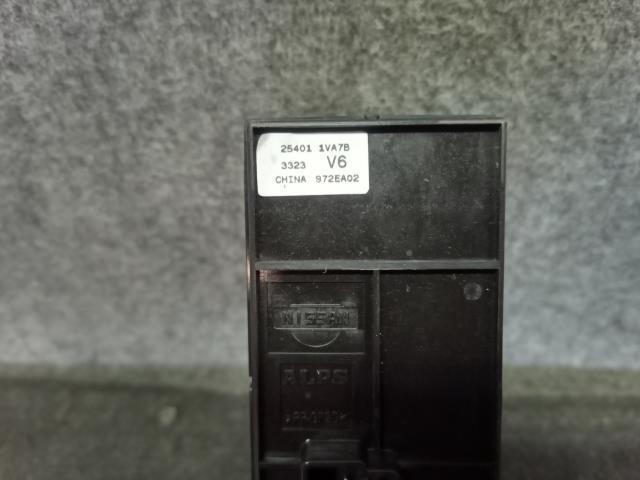 25401 1VA7B
3323 V6
CHINA 972EA02
NISSAN
ALPS